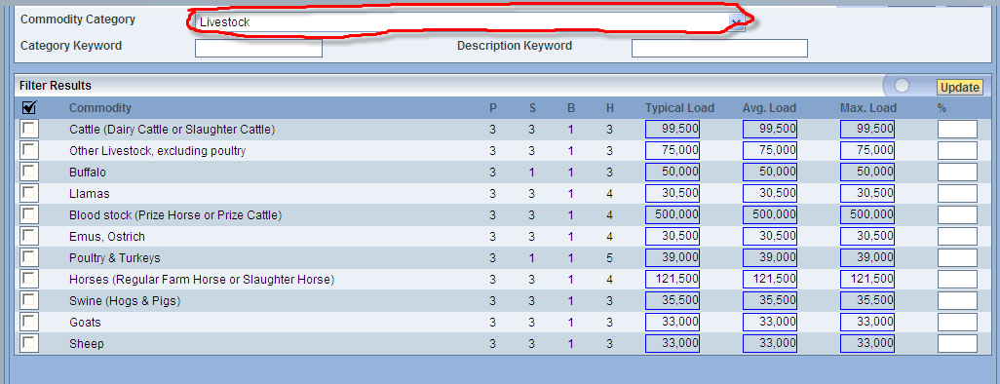 Commodity Category Livestock
Category Keyword Description Keyword
Filter Results Update
Commodity P S B H Typical Load Avg. Load Max. Load %
Cattle (Dairy Cattle or Slaughter Cattle) 3 3 1 3 99,500 99,500 99,500
Other Livestock, excluding poultry 3 3 1 3 75,000 75,000 75,000
Buffalo 3 1 1 3 50,000 50,000 50,000
Llamas 3 3 1 4 30,500 30,500 30,500
Blood stock (Prize Horse or Prize Cattle) 3 3 1 4 500,000 500,000 500,000
Emus, Ostrich 3 3 1 4 30,500 30,500 30,500
Poultry & Turkeys 3 1 1 5 39,000 39,000 39,000
Horses (Regular Farm Horse or Slaughter Horse) 3 3 1 4 121,500 121,500 121,500
Swine (Hogs & Pigs) 3 3 1 3 35,500 35,500 35,500
Goats 3 3 1 3 33,000 33,000 33,000
Sheep 3 3 1 3 33,000 33,000 33,000